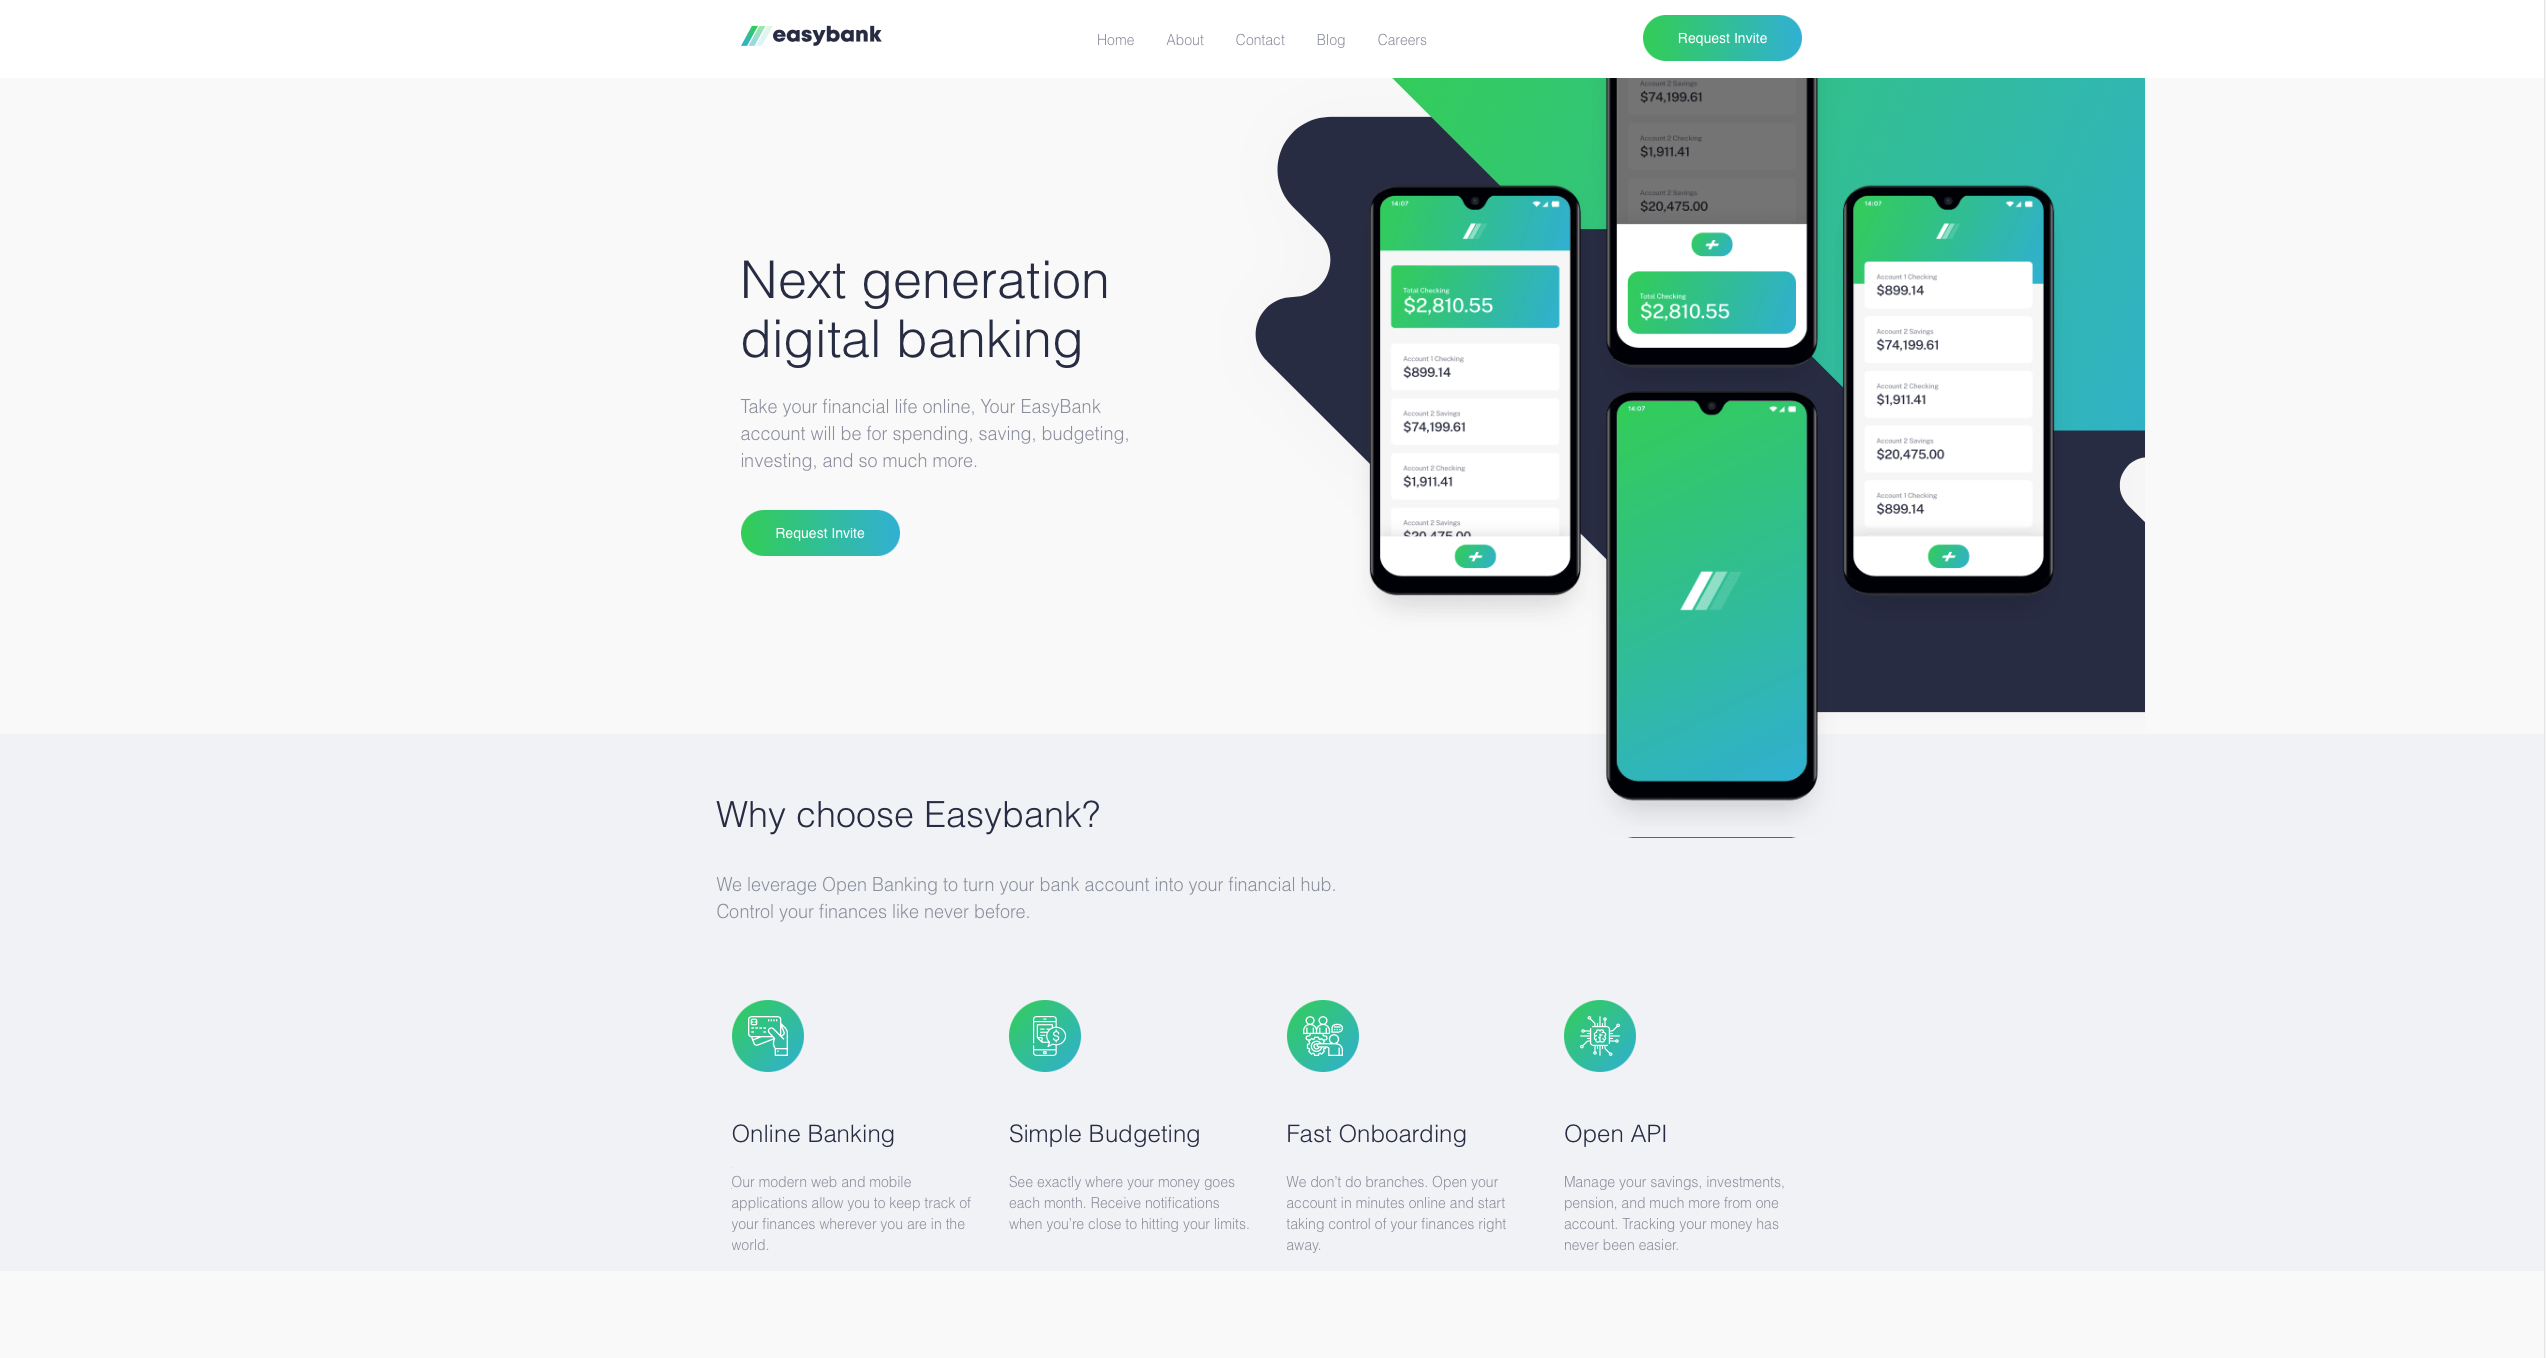 easybank
Home About Contact Blog Careers
Request Invite
Next generation
digital banking
Take your financial life online, Your EasyBank
account will be for spending, saving, budgeting,
investing, and so much more.
Request Invite
14:07
Total Checking
$2,810.55
Account 1 Checking
$899.14
Account 2 Savings
$74,199.61
Account 2 Checking
$1,911.41
Account 2 Savings
$20,475.00
Account 2 Savings
$74,199.61
Account 2 Checking
$1,911.41
Account 2 Savings
$20,475.00
Total Checking
$2,810.55
14:07
14:07
Account 1 Checking
$899.14
Account 2 Savings
$74,199.61
Account 2 Checking
$1,911.41
Account 2 Savings
$20,475.00
Account 1 Checking
$899.14
Why choose Easybank?
We leverage Open Banking to turn your bank account into your financial hub.
Control your finances like never before.
Online Banking
Our modern web and mobile
applications allow you to keep track of
your finances wherever you are in the
world.
Simple Budgeting
See exactly where your money goes
each month. Receive notifications
when you're close to hitting your limits.
Fast Onboarding
We don't do branches. Open your
account in minutes online and start
taking control of your finances right
away.
Open API
Manage your savings, investments,
pension, and much more from one
account. Tracking your money has
never been easier.